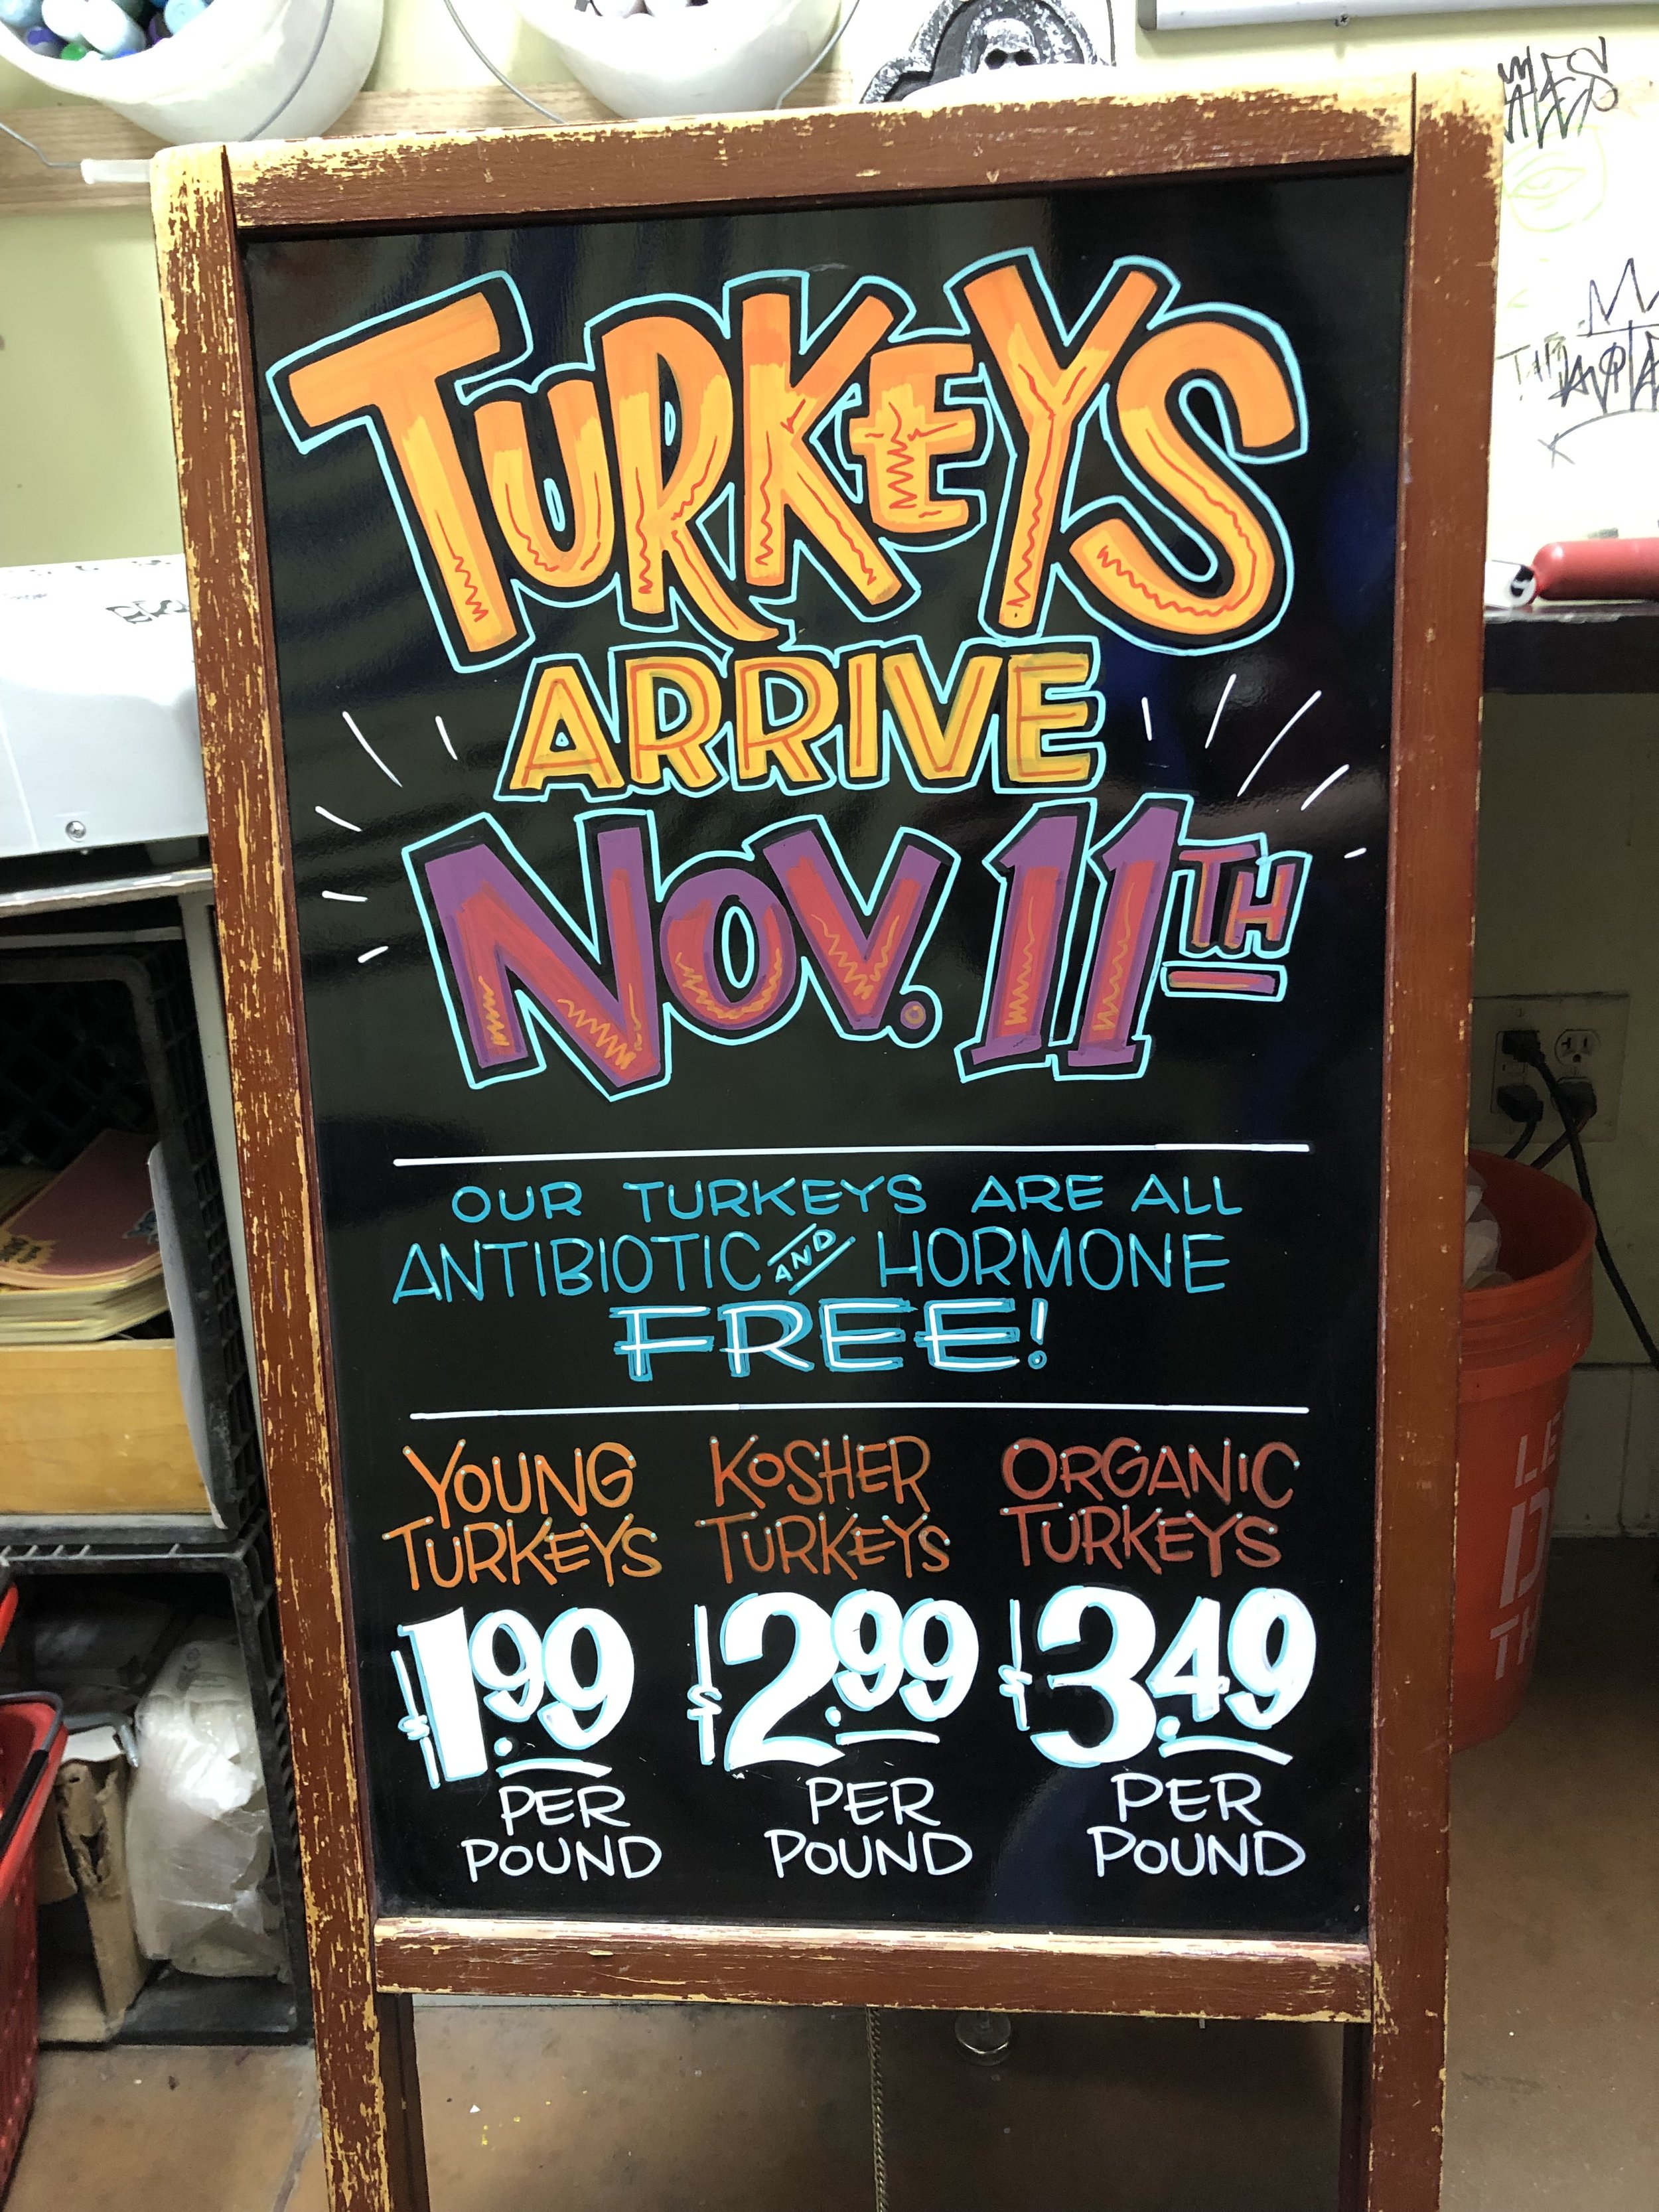 TURKEYS
ARRIVE
NOV. 11TH
OUR TURKEYS ARE ALL
ANTIBIOTIC AND HORMONE
FREE!
YOUNG
TURKEYS
$1.99
PER
POUND
KOSHER
TURKEYS
$2.99
PER
POUND
ORGANIC
TURKEYS
$3.49
PER
POUND